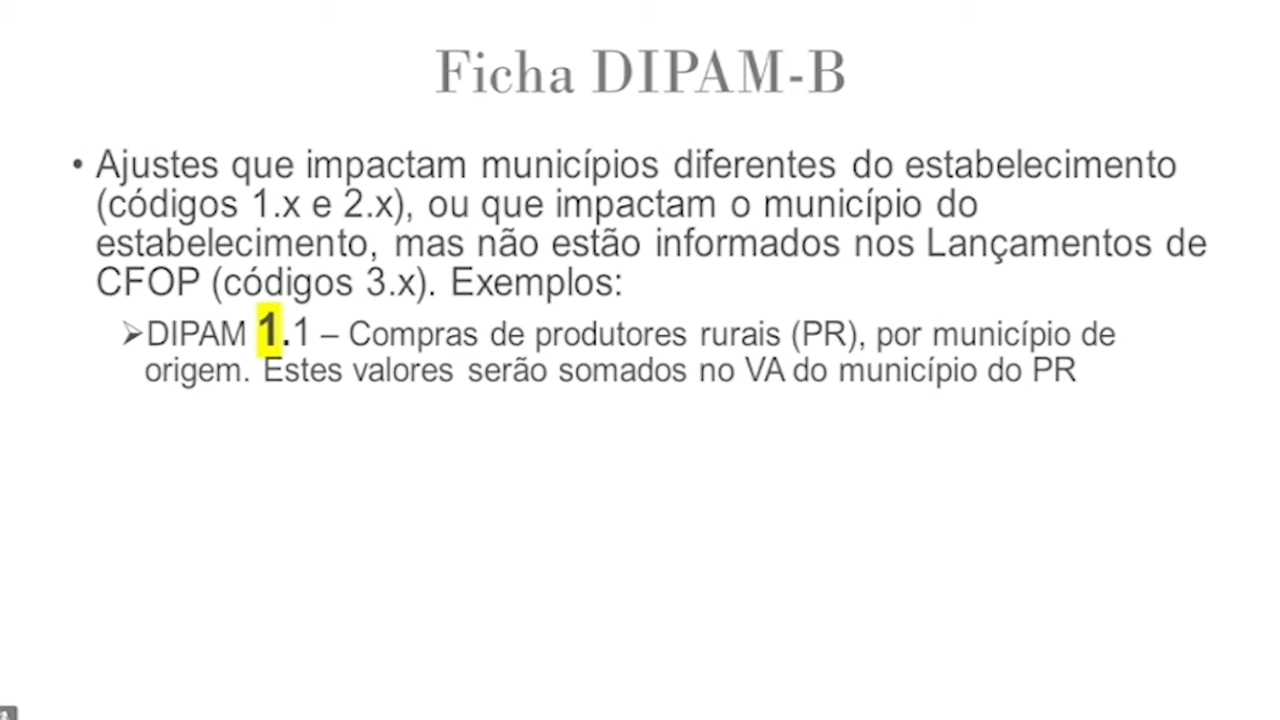 Ficha DIPAM-B
• Ajustes que impactam municípios diferentes do estabelecimento
(códigos 1.x e 2.x), ou que impactam o município do
estabelecimento, mas não estão informados nos Lançamentos de
CFOP (códigos 3.x). Exemplos:
➢DIPAM 1.1 – Compras de produtores rurais (PR), por município de
origem. Estes valores serão somados no VA do município do PR